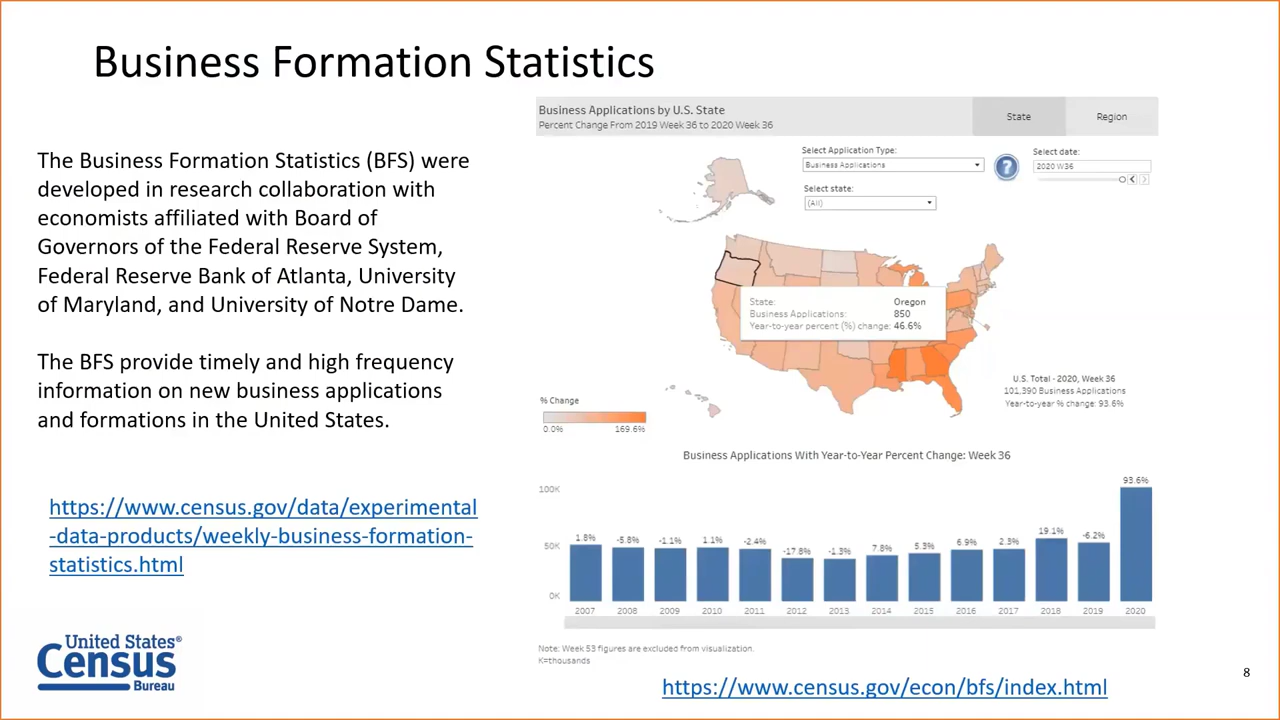 Business Formation Statistics
The Business Formation Statistics (BFS) were
developed in research collaboration with
economists affiliated with Board of
Governors of the Federal Reserve System,
Federal Reserve Bank of Atlanta, University
of Maryland, and University of Notre Dame.
The BFS provide timely and high frequency
information on new business applications
and formations in the United States.
https://www.census.gov/data/experimental
-data-products/weekly-business-formation-
statistics.html
United States®
Census
Bureau
Business Applications by U.S. State
Percent Change From 2019 Week 36 to 2020 Week 36
State
Region
Select Application Type:
Business Applications
?
Select date:
2020 W36
Select state:
(All)
State: Oregon
Business Applications: 850
Year-to-year percent (%) change: 46.6%
U.S. Total - 2020, Week 36
101,390 Business Applications
Year-to-year % change: 93.6%
% Change
0.0% 169.6%
Business Applications With Year-to-Year Percent Change: Week 36
100K
50K
0K
1.8% -5.8% -1.1% 1.1% -2.4% -17.8% -1.3% 7.8% 5.3% 6.9% 2.3% 19.1% -6.2% 93.6%
2007 2008 2009 2010 2011 2012 2013 2014 2015 2016 2017 2018 2019 2020
Note: Week 53 figures are excluded from visualization.
K=thousands
https://www.census.gov/econ/bfs/index.html
8